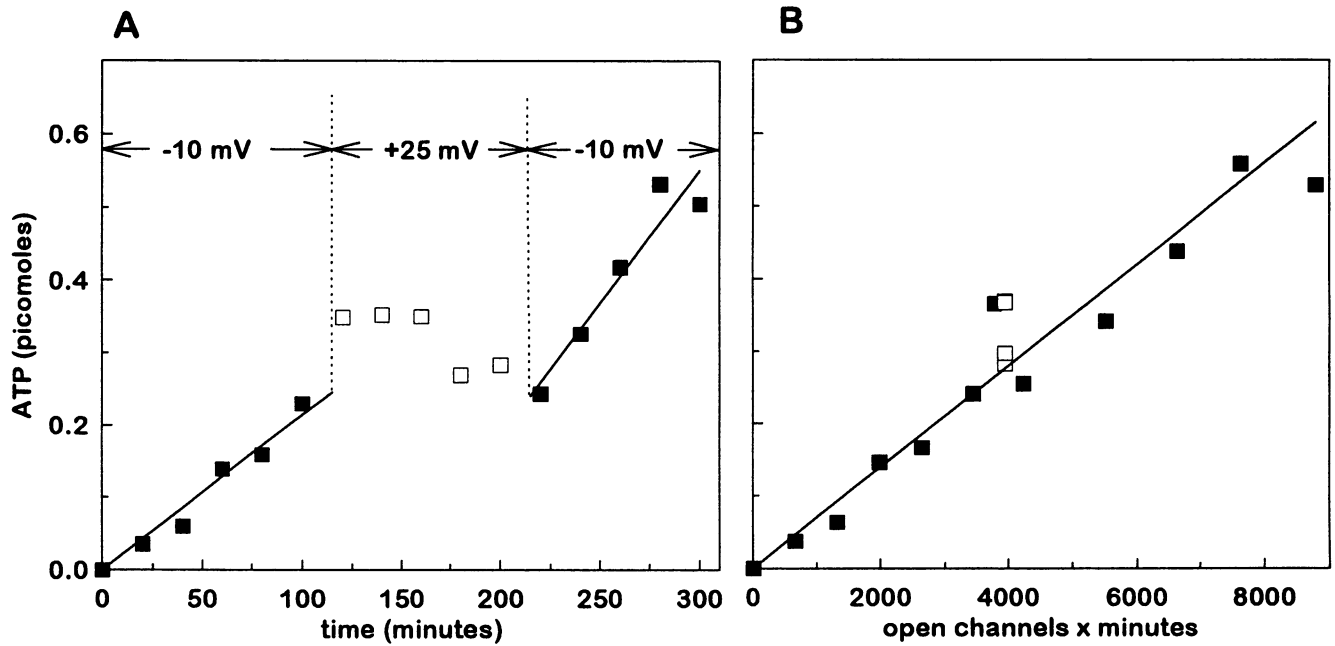 A
B
-10 mV
+25 mV
-10 mV
ATP (picomoles)
0.6
0.4
0.2
0.0
0
50
100
150
200
250
300
time (minutes)
0
2000
4000
6000
8000
open channels x minutes